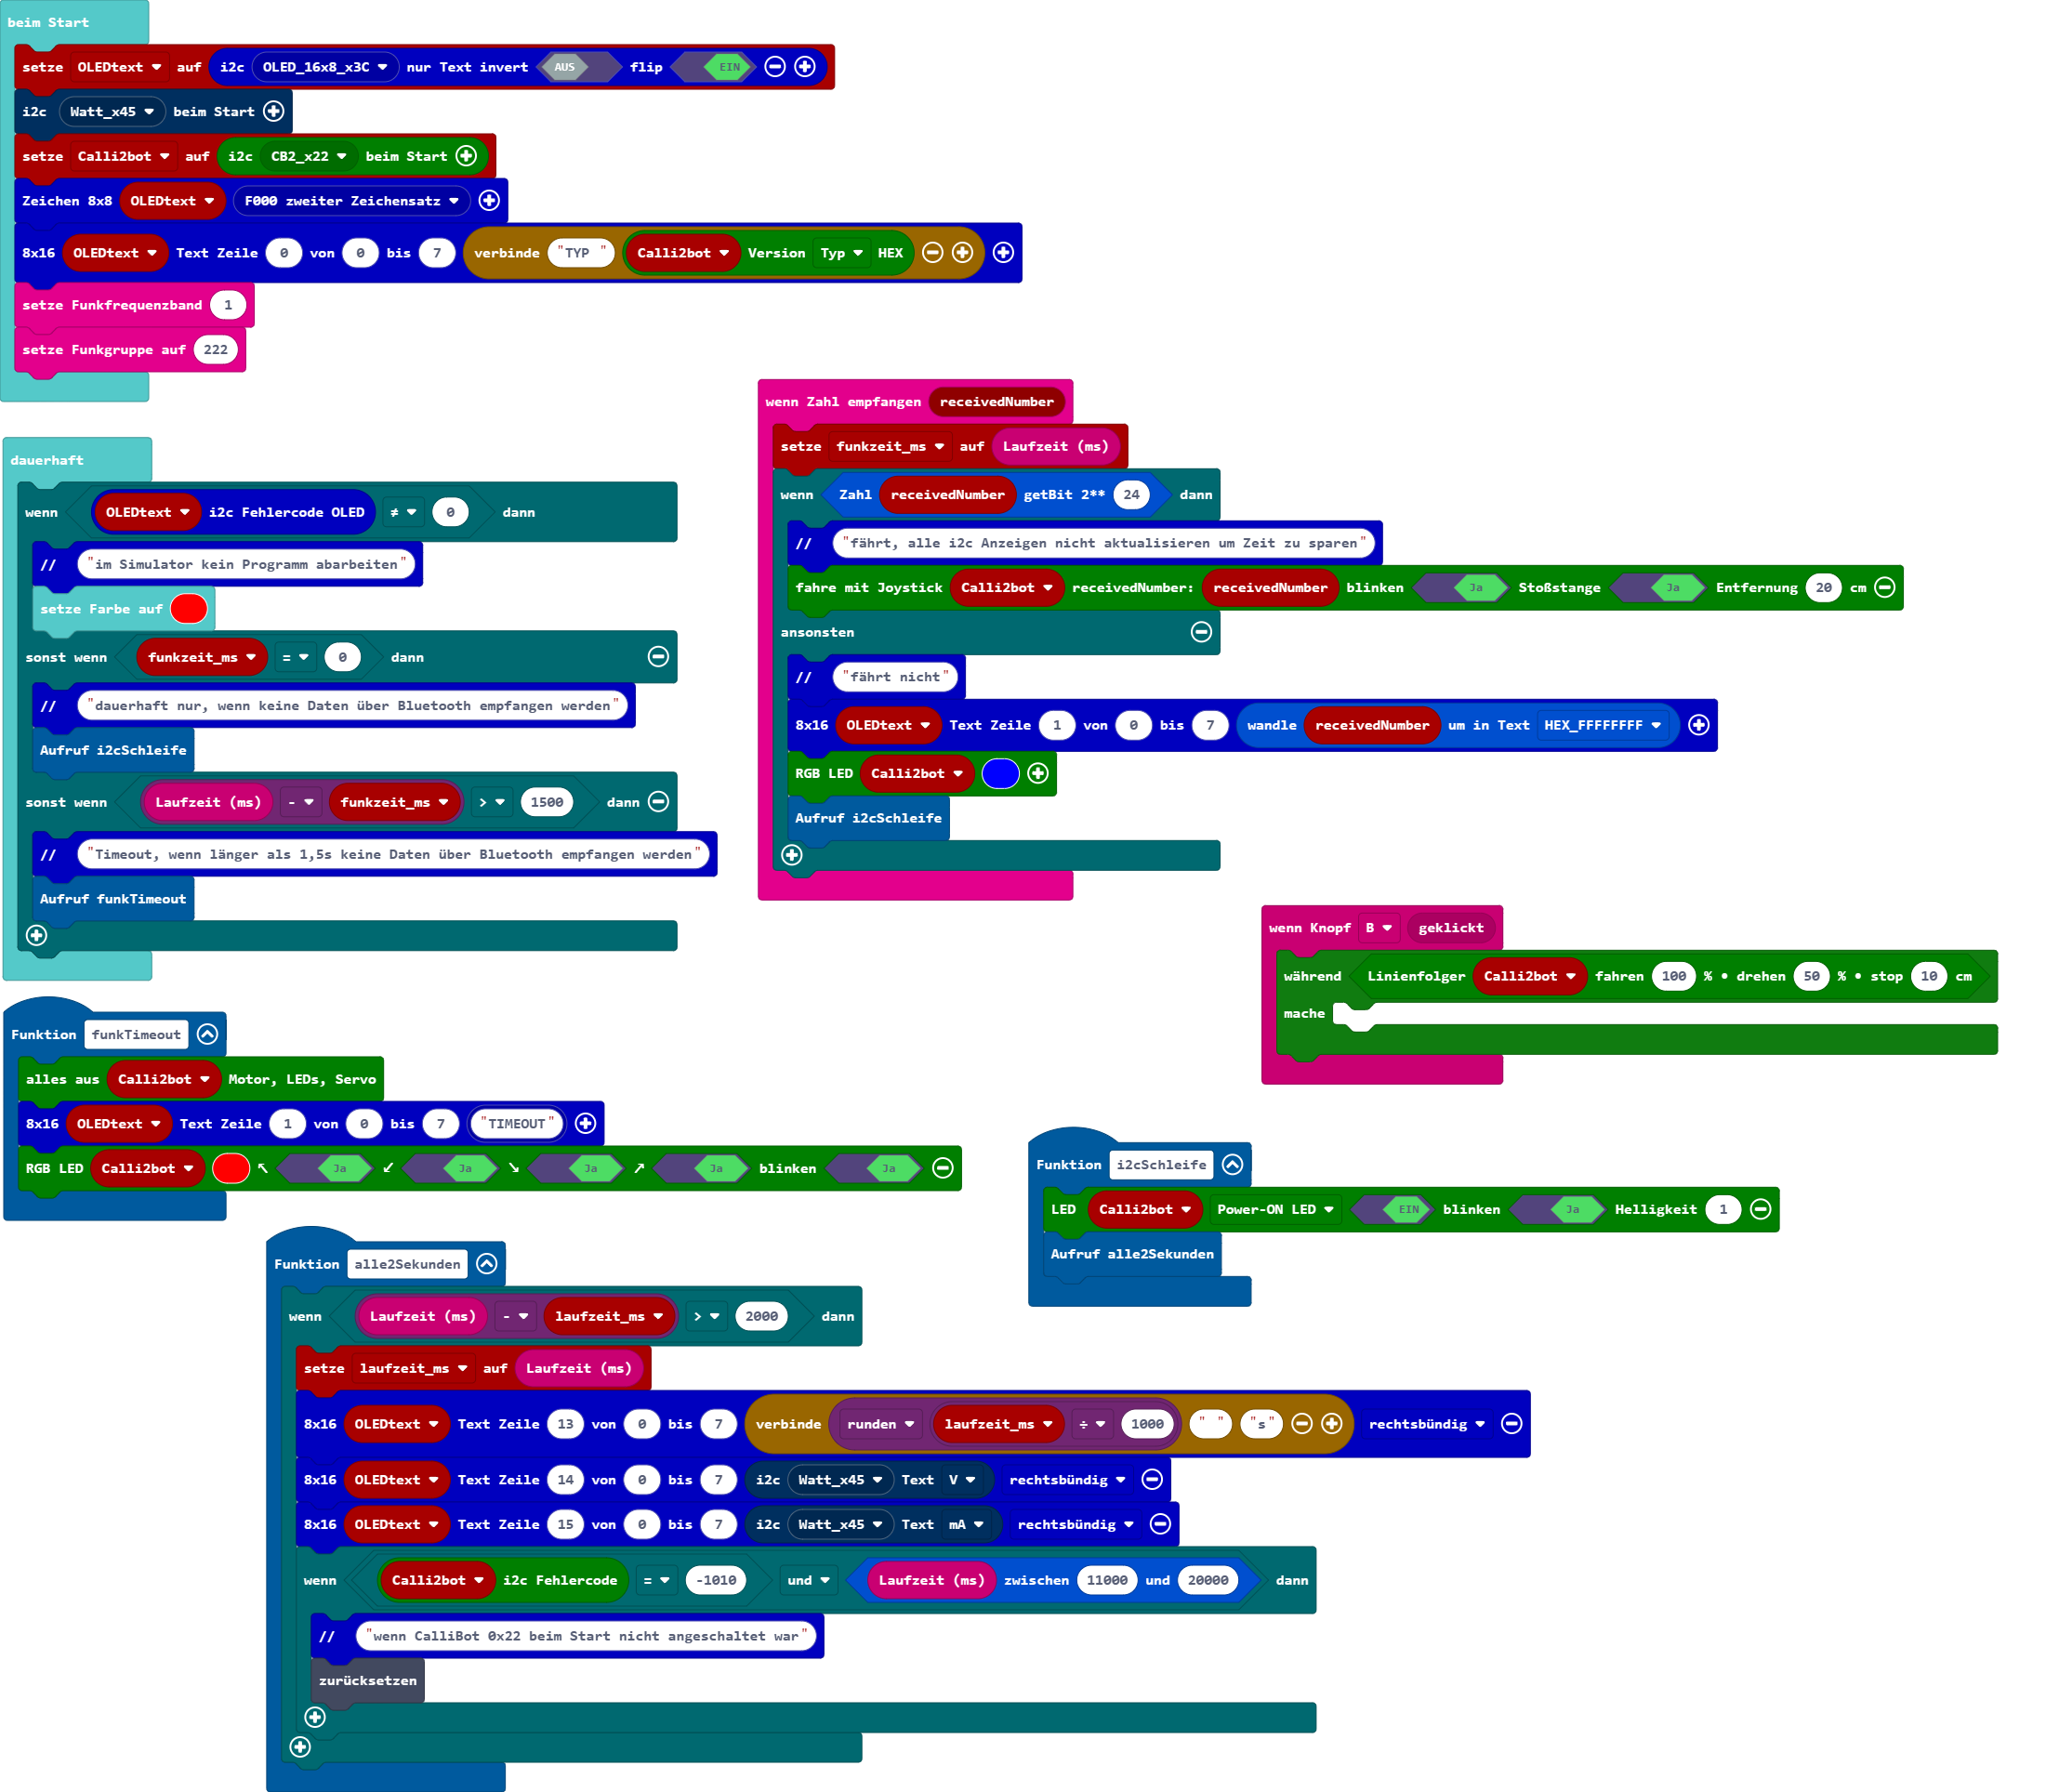 beim Start
setze OLEDtext auf i2c OLED_16x8_x3C nur Text invert AUS flip EIN
i2c Watt_x45 beim Start
setze Calli2bot auf i2c CB2_x22 beim Start
Zeichen 8x8 OLEDtext F000 zweiter Zeichensatz
8x16 OLEDtext Text Zeile 0 von 0 bis 7 verbinde "TYP " Calli2bot Version Typ HEX
setze Funkfrequenzband 1
setze Funkgruppe auf 222
dauerhaft
wenn OLEDtext i2c Fehlercode OLED ≠ 0 dann
// "im Simulator kein Programm abarbeiten"
setze Farbe auf
sonst wenn funkzeit_ms = 0 dann
// "dauerhaft nur, wenn keine Daten über Bluetooth empfangen werden"
Aufruf i2cSchleife
sonst wenn Laufzeit (ms) - funkzeit_ms > 1500 dann
// "Timeout, wenn länger als 1,5s keine Daten über Bluetooth empfangen werden"
Aufruf funkTimeout
wenn Zahl empfangen receivedNumber
setze funkzeit_ms auf Laufzeit (ms)
wenn Zahl receivedNumber getBit 2** 24 dann
// "fährt, alle i2c Anzeigen nicht aktualisieren um Zeit zu sparen"
fahre mit Joystick Calli2bot receivedNumber: receivedNumber blinken Ja Stoßstange Ja Entfernung 20 cm
ansonsten
// "fährt nicht"
8x16 OLEDtext Text Zeile 1 von 0 bis 7 wandle receivedNumber um in Text HEX_FFFFFFFF
RGB LED Calli2bot
Aufruf i2cSchleife
wenn Knopf B geklickt
während Linienfolger Calli2bot fahren 100 % • drehen 50 % • stop 10 cm
mache
Funktion funkTimeout
alles aus Calli2bot Motor, LEDs, Servo
8x16 OLEDtext Text Zeile 1 von 0 bis 7 "TIMEOUT"
RGB LED Calli2bot ↖ Ja ↙ Ja ↘ Ja ↗ Ja blinken Ja
Funktion i2cSchleife
LED Calli2bot Power-ON LED EIN blinken Ja Helligkeit 1
Aufruf alle2Sekunden
Funktion alle2Sekunden
wenn Laufzeit (ms) - laufzeit_ms > 2000 dann
setze laufzeit_ms auf Laufzeit (ms)
8x16 OLEDtext Text Zeile 13 von 0 bis 7 verbinde runden laufzeit_ms ÷ 1000 " " "s" rechtsbündig
8x16 OLEDtext Text Zeile 14 von 0 bis 7 i2c Watt_x45 Text V rechtsbündig
8x16 OLEDtext Text Zeile 15 von 0 bis 7 i2c Watt_x45 Text mA rechtsbündig
wenn Calli2bot i2c Fehlercode = -1010 und Laufzeit (ms) zwischen 11000 und 20000 dann
// "wenn CalliBot 0x22 beim Start nicht angeschaltet war"
zurücksetzen